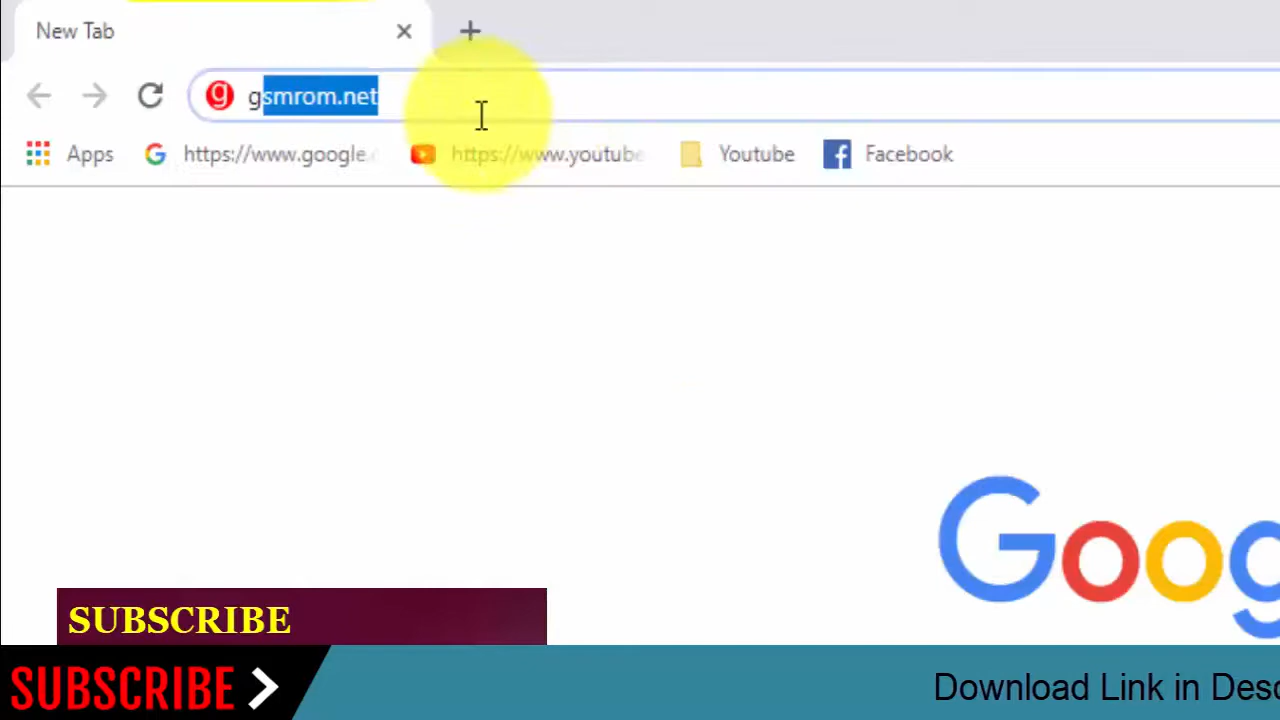 New Tab
gsmrom.net
Apps https://www.google.c https://www.youtube Youtube Facebook
Goog
SUBSCRIBE
SUBSCRIBE
Download Link in Desc